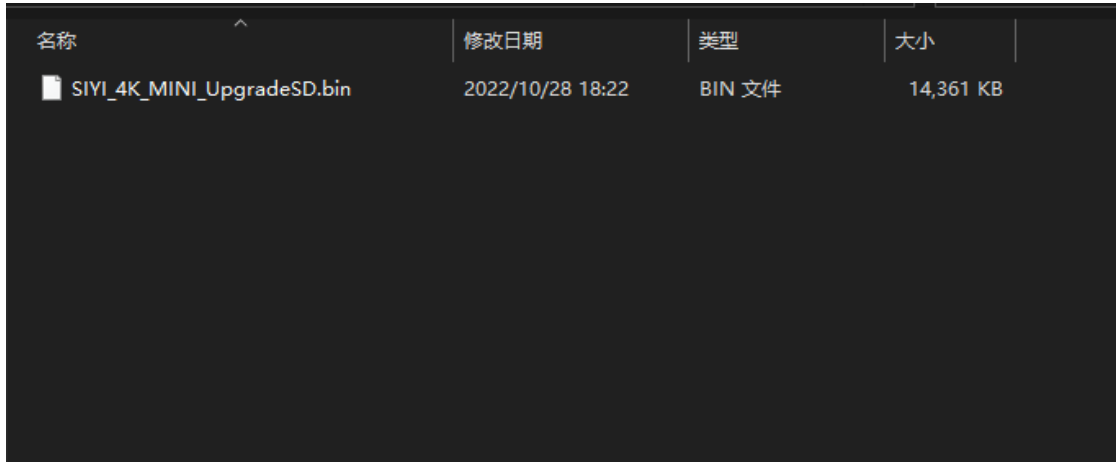 名称 修改日期 类型 大小
SIYI_4K_MINI_UpgradeSD.bin 2022/10/28 18:22 BIN 文件 14,361 KB